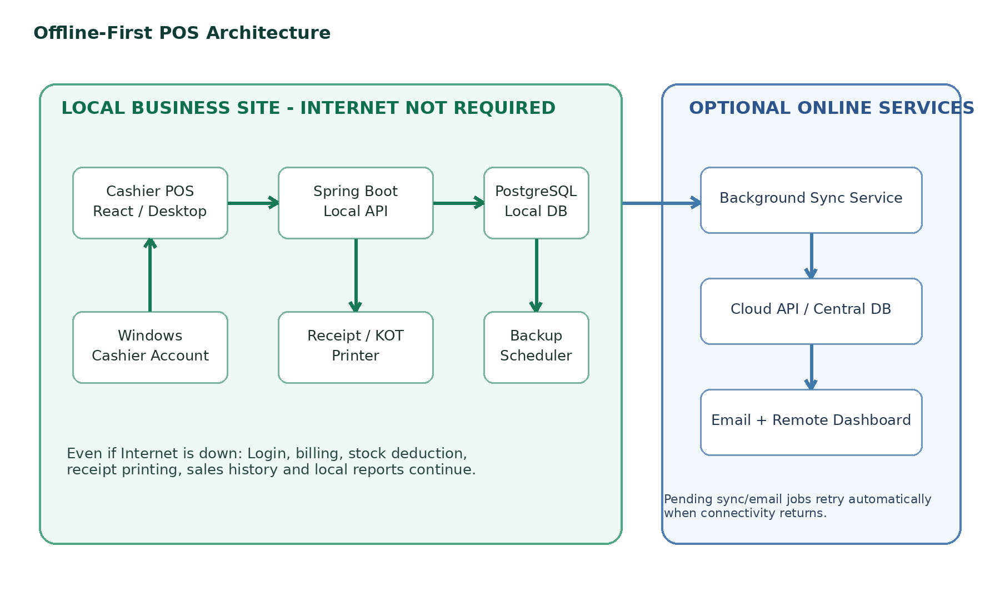 Offline-First POS Architecture
LOCAL BUSINESS SITE - INTERNET NOT REQUIRED
Cashier POS
React / Desktop
Spring Boot
Local API
PostgreSQL
Local DB
Windows
Cashier Account
Receipt / KOT
Printer
Backup
Scheduler
Even if Internet is down: Login, billing, stock deduction,
receipt printing, sales history and local reports continue.
OPTIONAL ONLINE SERVICES
Background Sync Service
Cloud API / Central DB
Email + Remote Dashboard
Pending sync/email jobs retry automatically
when connectivity returns.